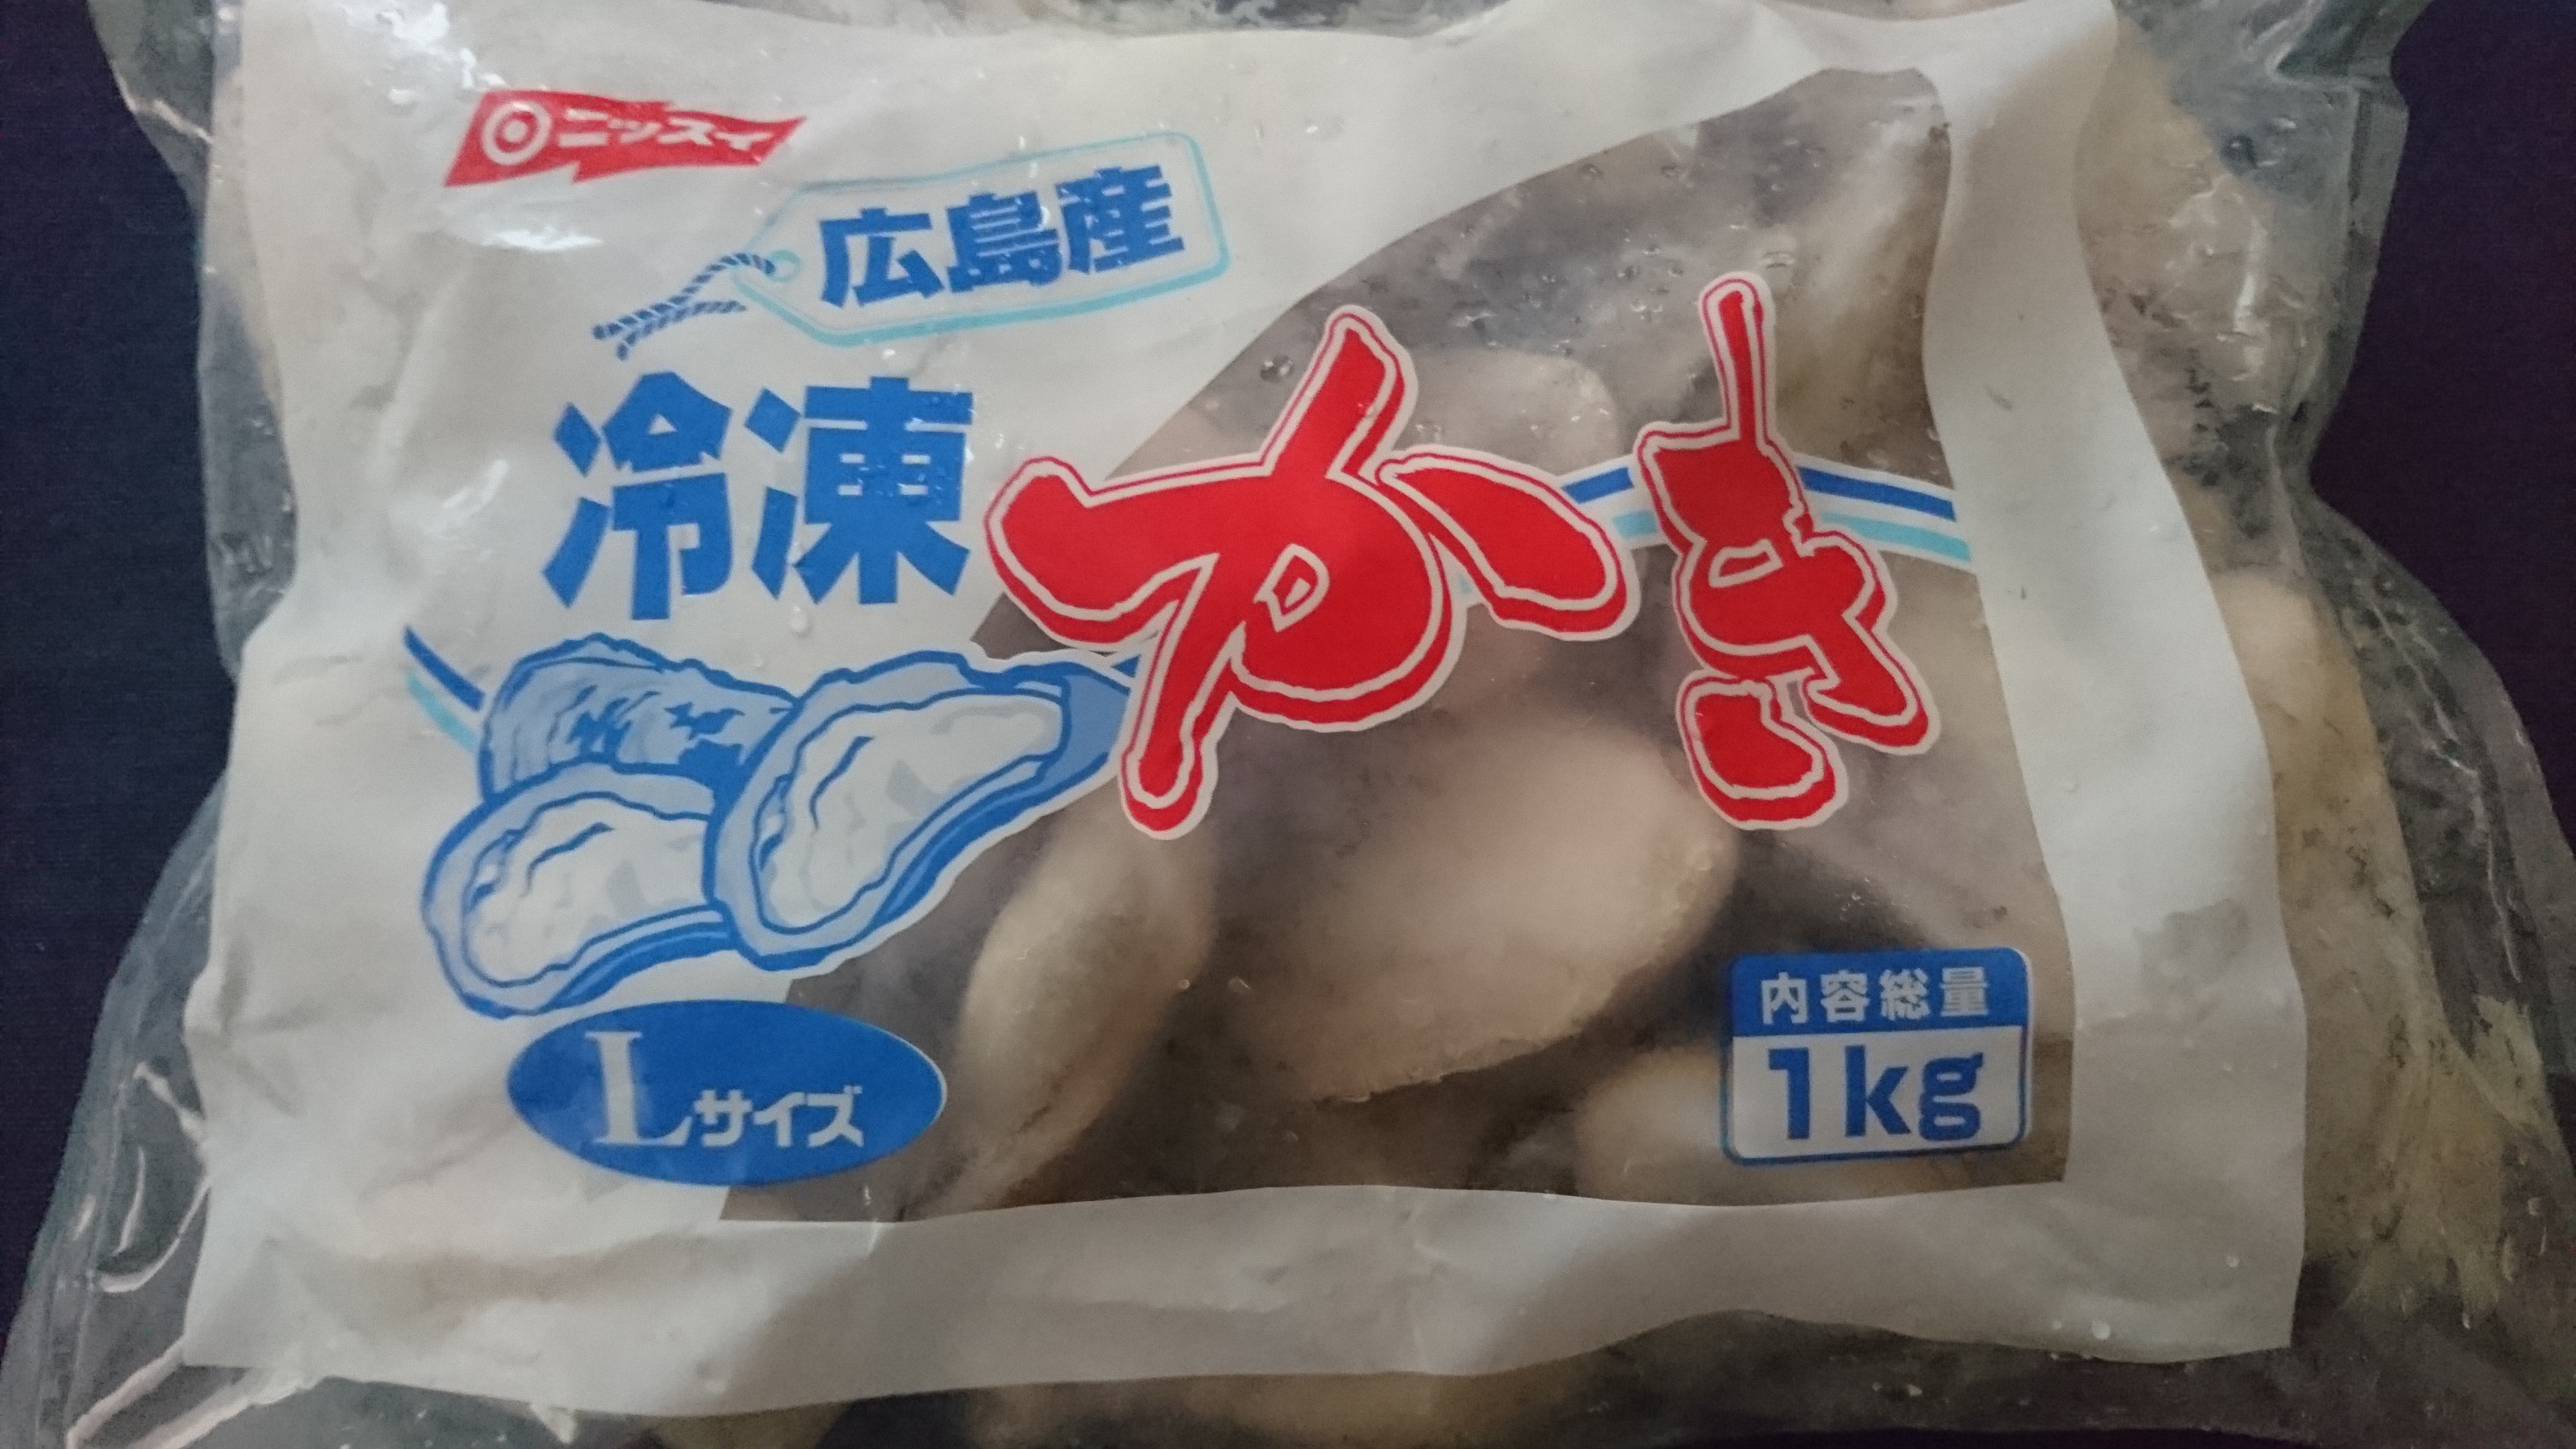 ニッスイ
広島産
冷凍
かき
Lサイズ
内容総量
1kg